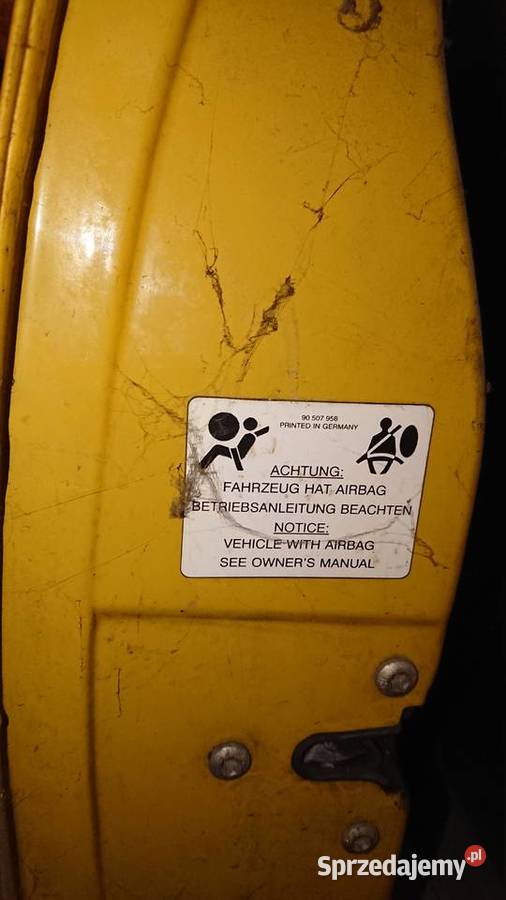 90 507 958
PRINTED IN GERMANY
ACHTUNG:
FAHRZEUG HAT AIRBAG
BETRIEBSANLEITUNG BEACHTEN
NOTICE:
VEHICLE WITH AIRBAG
SEE OWNER'S MANUAL
Sprzedajemy.pl